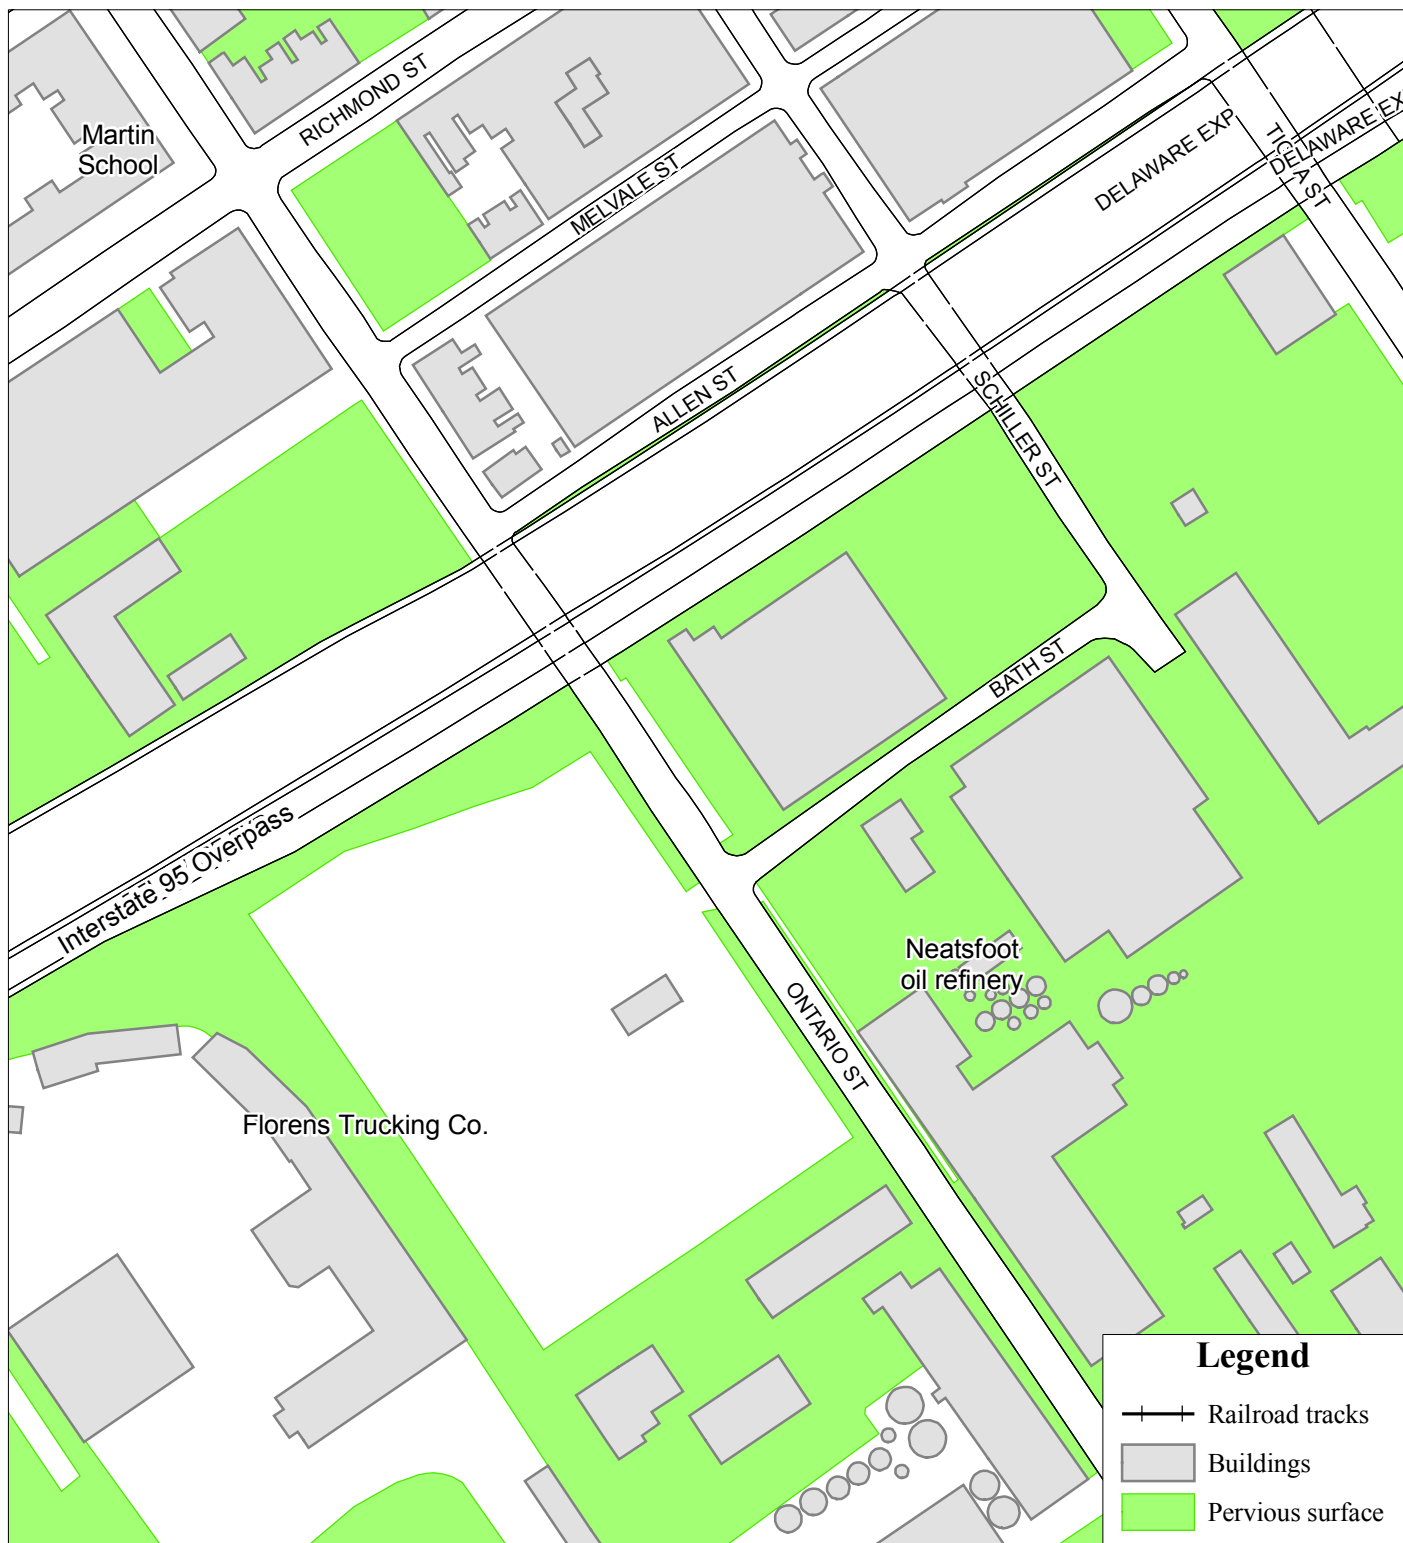 RICHMOND ST
Martin
School
MELVALE ST
DELAWARE EXP
DELAWARE EX
ST
ALLEN ST
SCHILLER ST
BATH ST
Interstate 95 Overpass
Neatsfoot
oil refinery
ONTARIO ST
Florens Trucking Co.
Legend
Railroad tracks
Buildings
Pervious surface